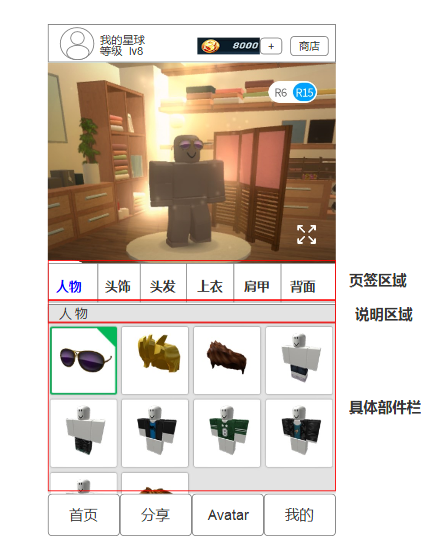 我的星球
等级 lv8
8000
+
商店
R6 R15
人物 头饰 头发 上衣 肩甲 背面
页签区域
人物
说明区域
具体部件栏
首页 分享 Avatar 我的